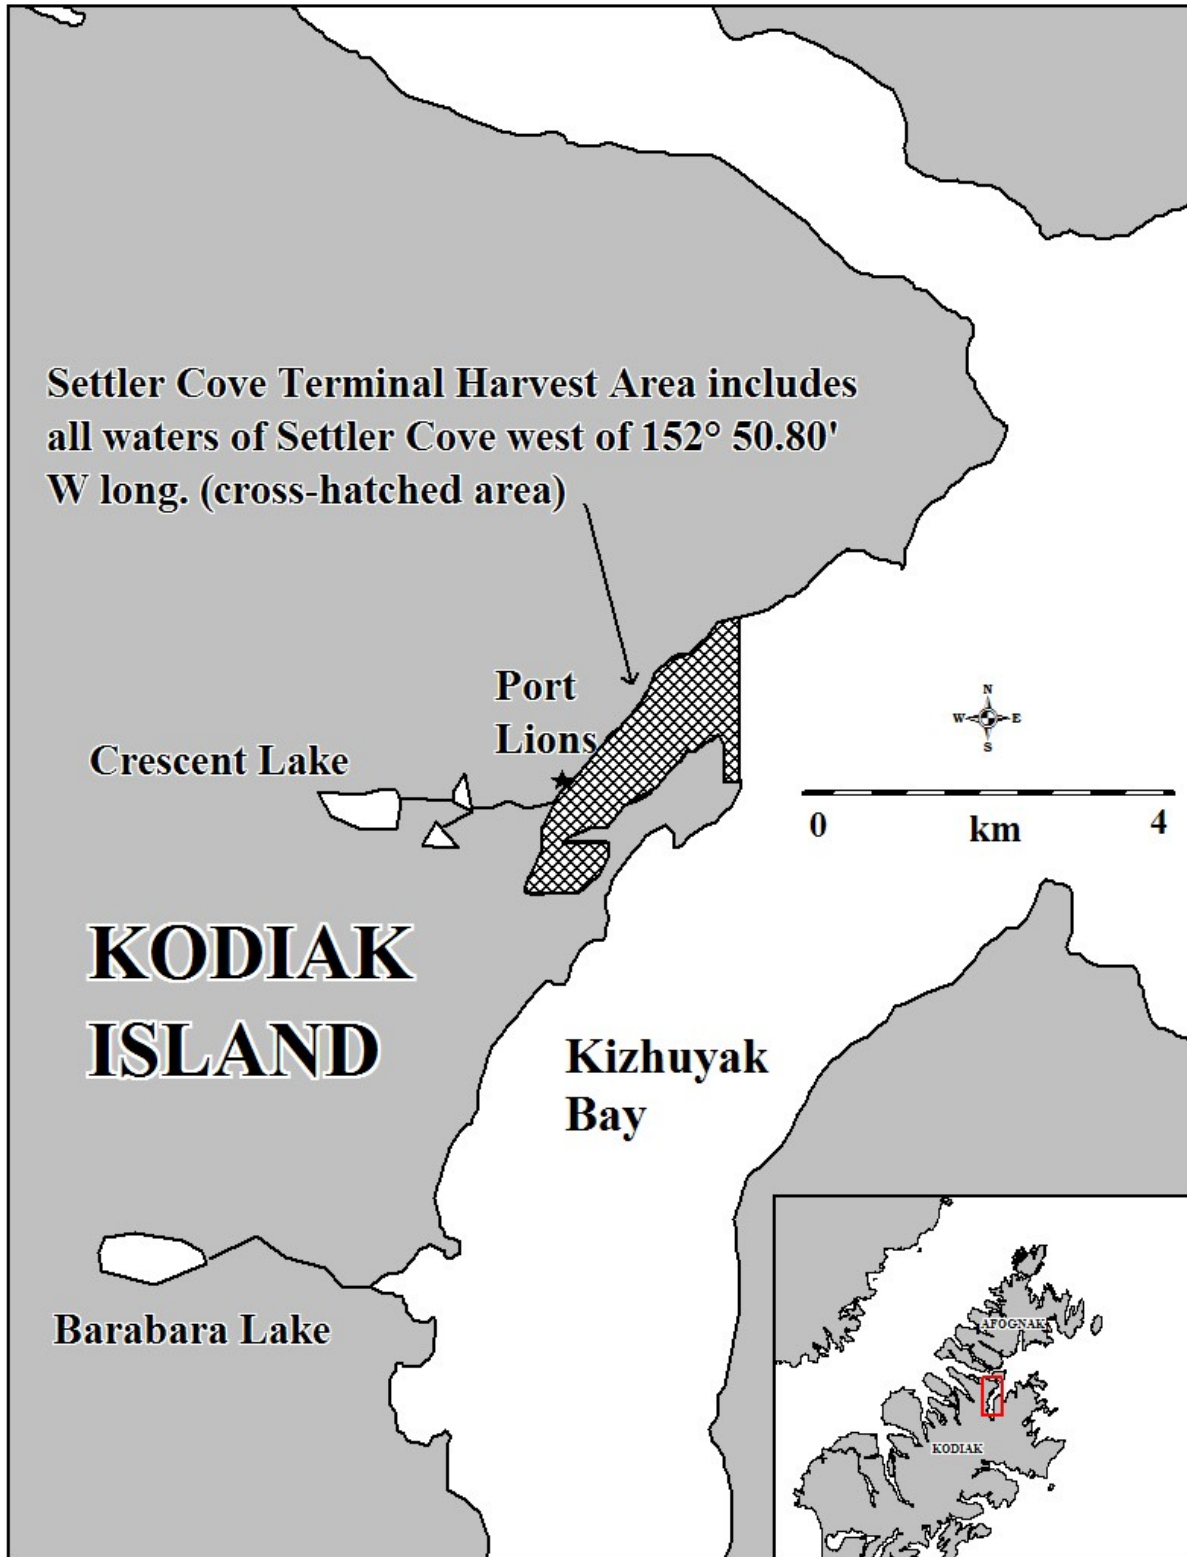 Settler Cove Terminal Harvest Area includes
all waters of Settler Cove west of 152° 50.80'
W long. (cross-hatched area)
Port
Lions
Crescent Lake
N
W E
S
0 km 4
KODIAK
ISLAND
Kizhuyak
Bay
Barabara Lake
AFOGNAK
KODIAK